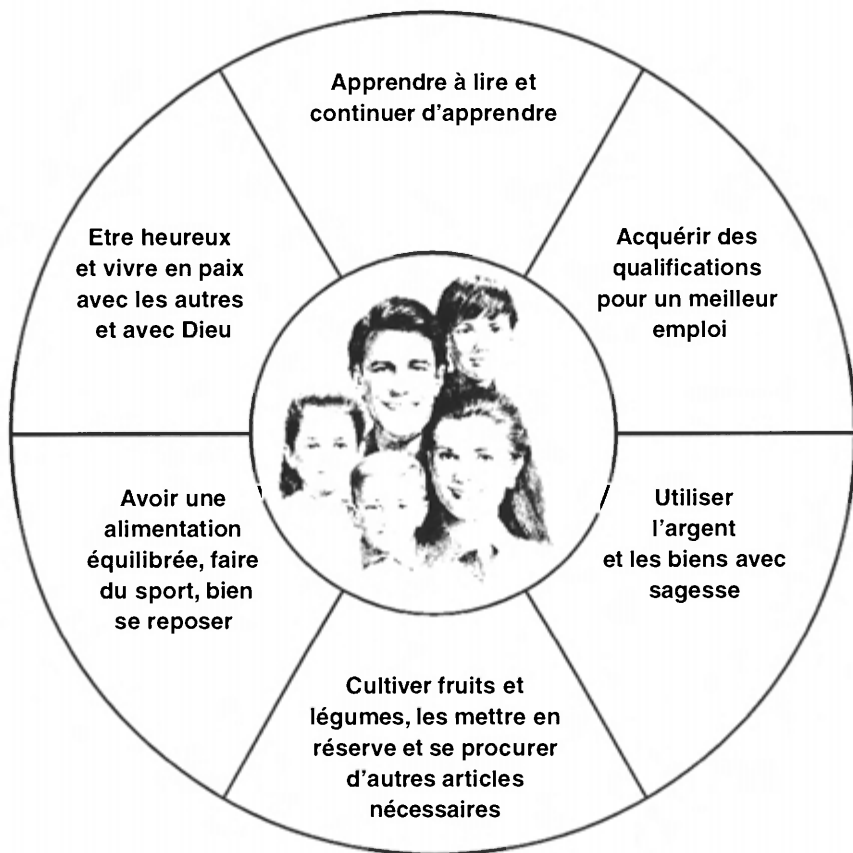 Apprendre à lire et
continuer d'apprendre
Acquérir des
qualifications
pour un meilleur
emploi
Utiliser
l'argent
et les biens avec
sagesse
Cultiver fruits et
légumes, les mettre en
réserve et se procurer
d'autres articles
nécessaires
Avoir une
alimentation
équilibrée, faire
du sport, bien
se reposer
Etre heureux
et vivre en paix
avec les autres
et avec Dieu